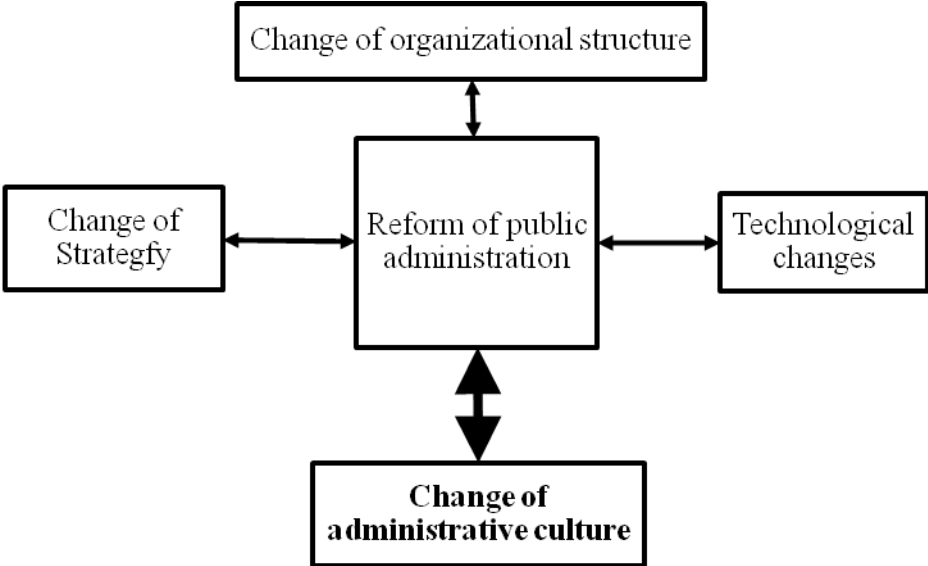 Change of organizational structure
Change of
Strategfy
Reform of public
administration
Technological
changes
Change of
administrative culture